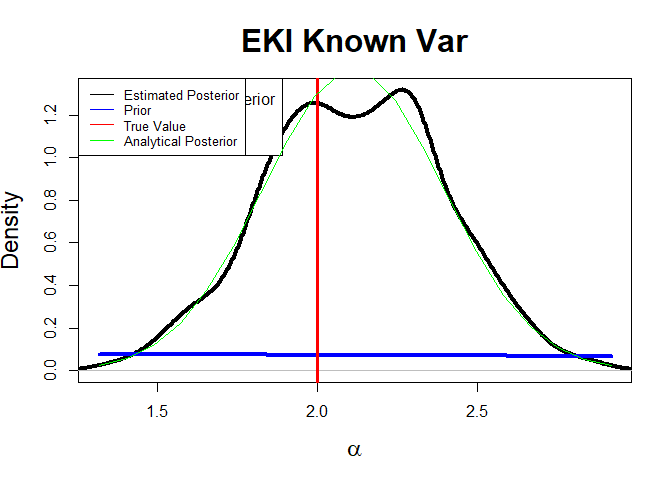 EKI Known Var
Estimated Posterior
Prior
True Value
Analytical Posterior
Density
0.0
0.2
0.4
0.6
0.8
1.0
1.2
1.5
2.0
2.5
α